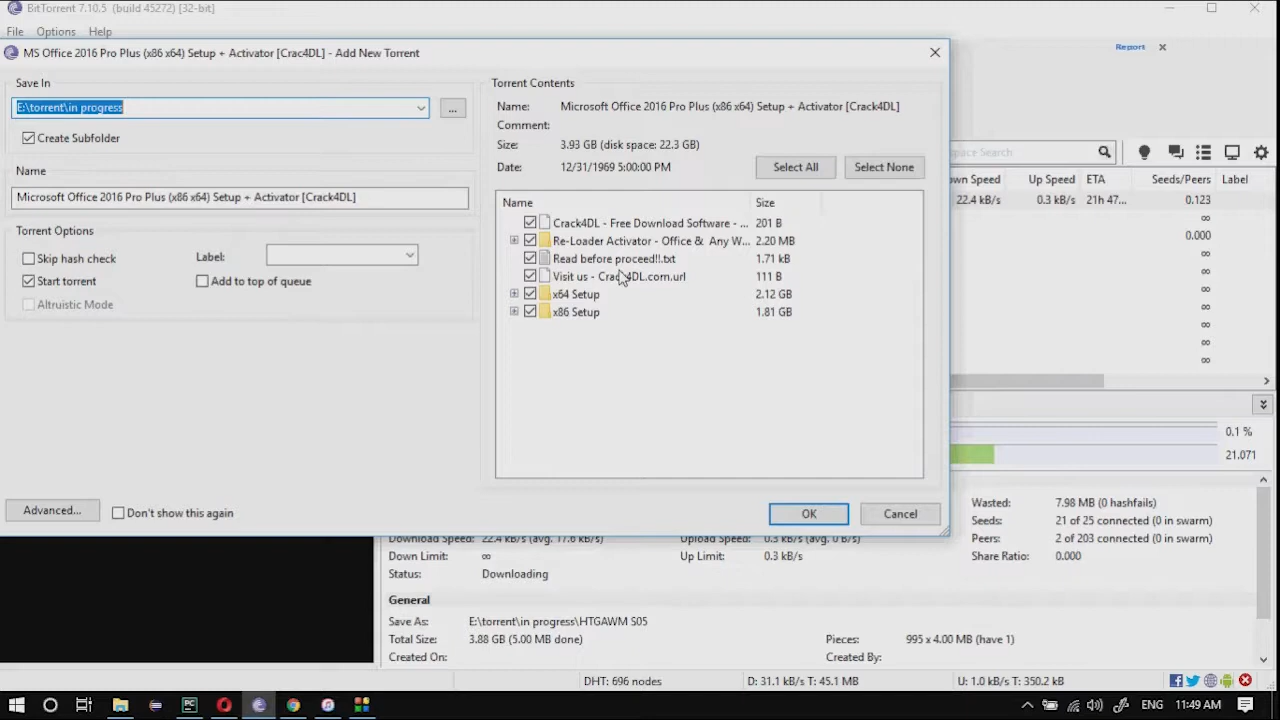 BitTorrent 7.10.5 (build 45272) [32-bit]
File Options Help
MS Office 2016 Pro Plus (x86 x64) Setup + Activator [Crac4DL] - Add New Torrent
Report
Save In
E:\torrent\in progress
...
Create Subfolder
Name
Microsoft Office 2016 Pro Plus (x86 x64) Setup + Activator [Crack4DL]
Torrent Options
Skip hash check
Label:
Start torrent
Add to top of queue
Altruistic Mode
Advanced...
Don't show this again
Torrent Contents
Name: Microsoft Office 2016 Pro Plus (x86 x64) Setup + Activator [Crack4DL]
Comment:
Size: 3.93 GB (disk space: 22.3 GB)
Date: 12/31/1969 5:00:00 PM
Select All
Select None
Name Size
Crack4DL - Free Download Software - ... 201 B
Re-Loader Activator - Office & Any W... 2.20 MB
Read before proceed!!.txt 1.71 kB
Visit us - Crac4DL.com.url 111 B
x64 Setup 2.12 GB
x86 Setup 1.81 GB
OK
Cancel
Space Search
Down Speed Up Speed ETA Seeds/Peers Label
22.4 kB/s 0.3 kB/s 21h 47... 0.123
∞
0.000
∞
∞
∞
∞
∞
∞
0.1 %
21.071
Wasted: 7.98 MB (0 hashfails)
Seeds: 21 of 25 connected (0 in swarm)
Download Speed: 22.4 kB/s (avg. 17.6 kB/s) Upload Speed: 0.3 kB/s (avg. 0 B/s) Peers: 2 of 203 connected (0 in swarm)
Down Limit: ∞ Up Limit: 0.3 kB/s Share Ratio: 0.000
Status: Downloading
General
Save As: E:\torrent\in progress\HTGAWM S05
Total Size: 3.88 GB (5.00 MB done) Pieces: 995 x 4.00 MB (have 1)
Created On: Created By:
DHT: 696 nodes D: 31.1 kB/s T: 45.1 MB U: 1.0 kB/s T: 350.2 kB
PC
ENG 11:49 AM